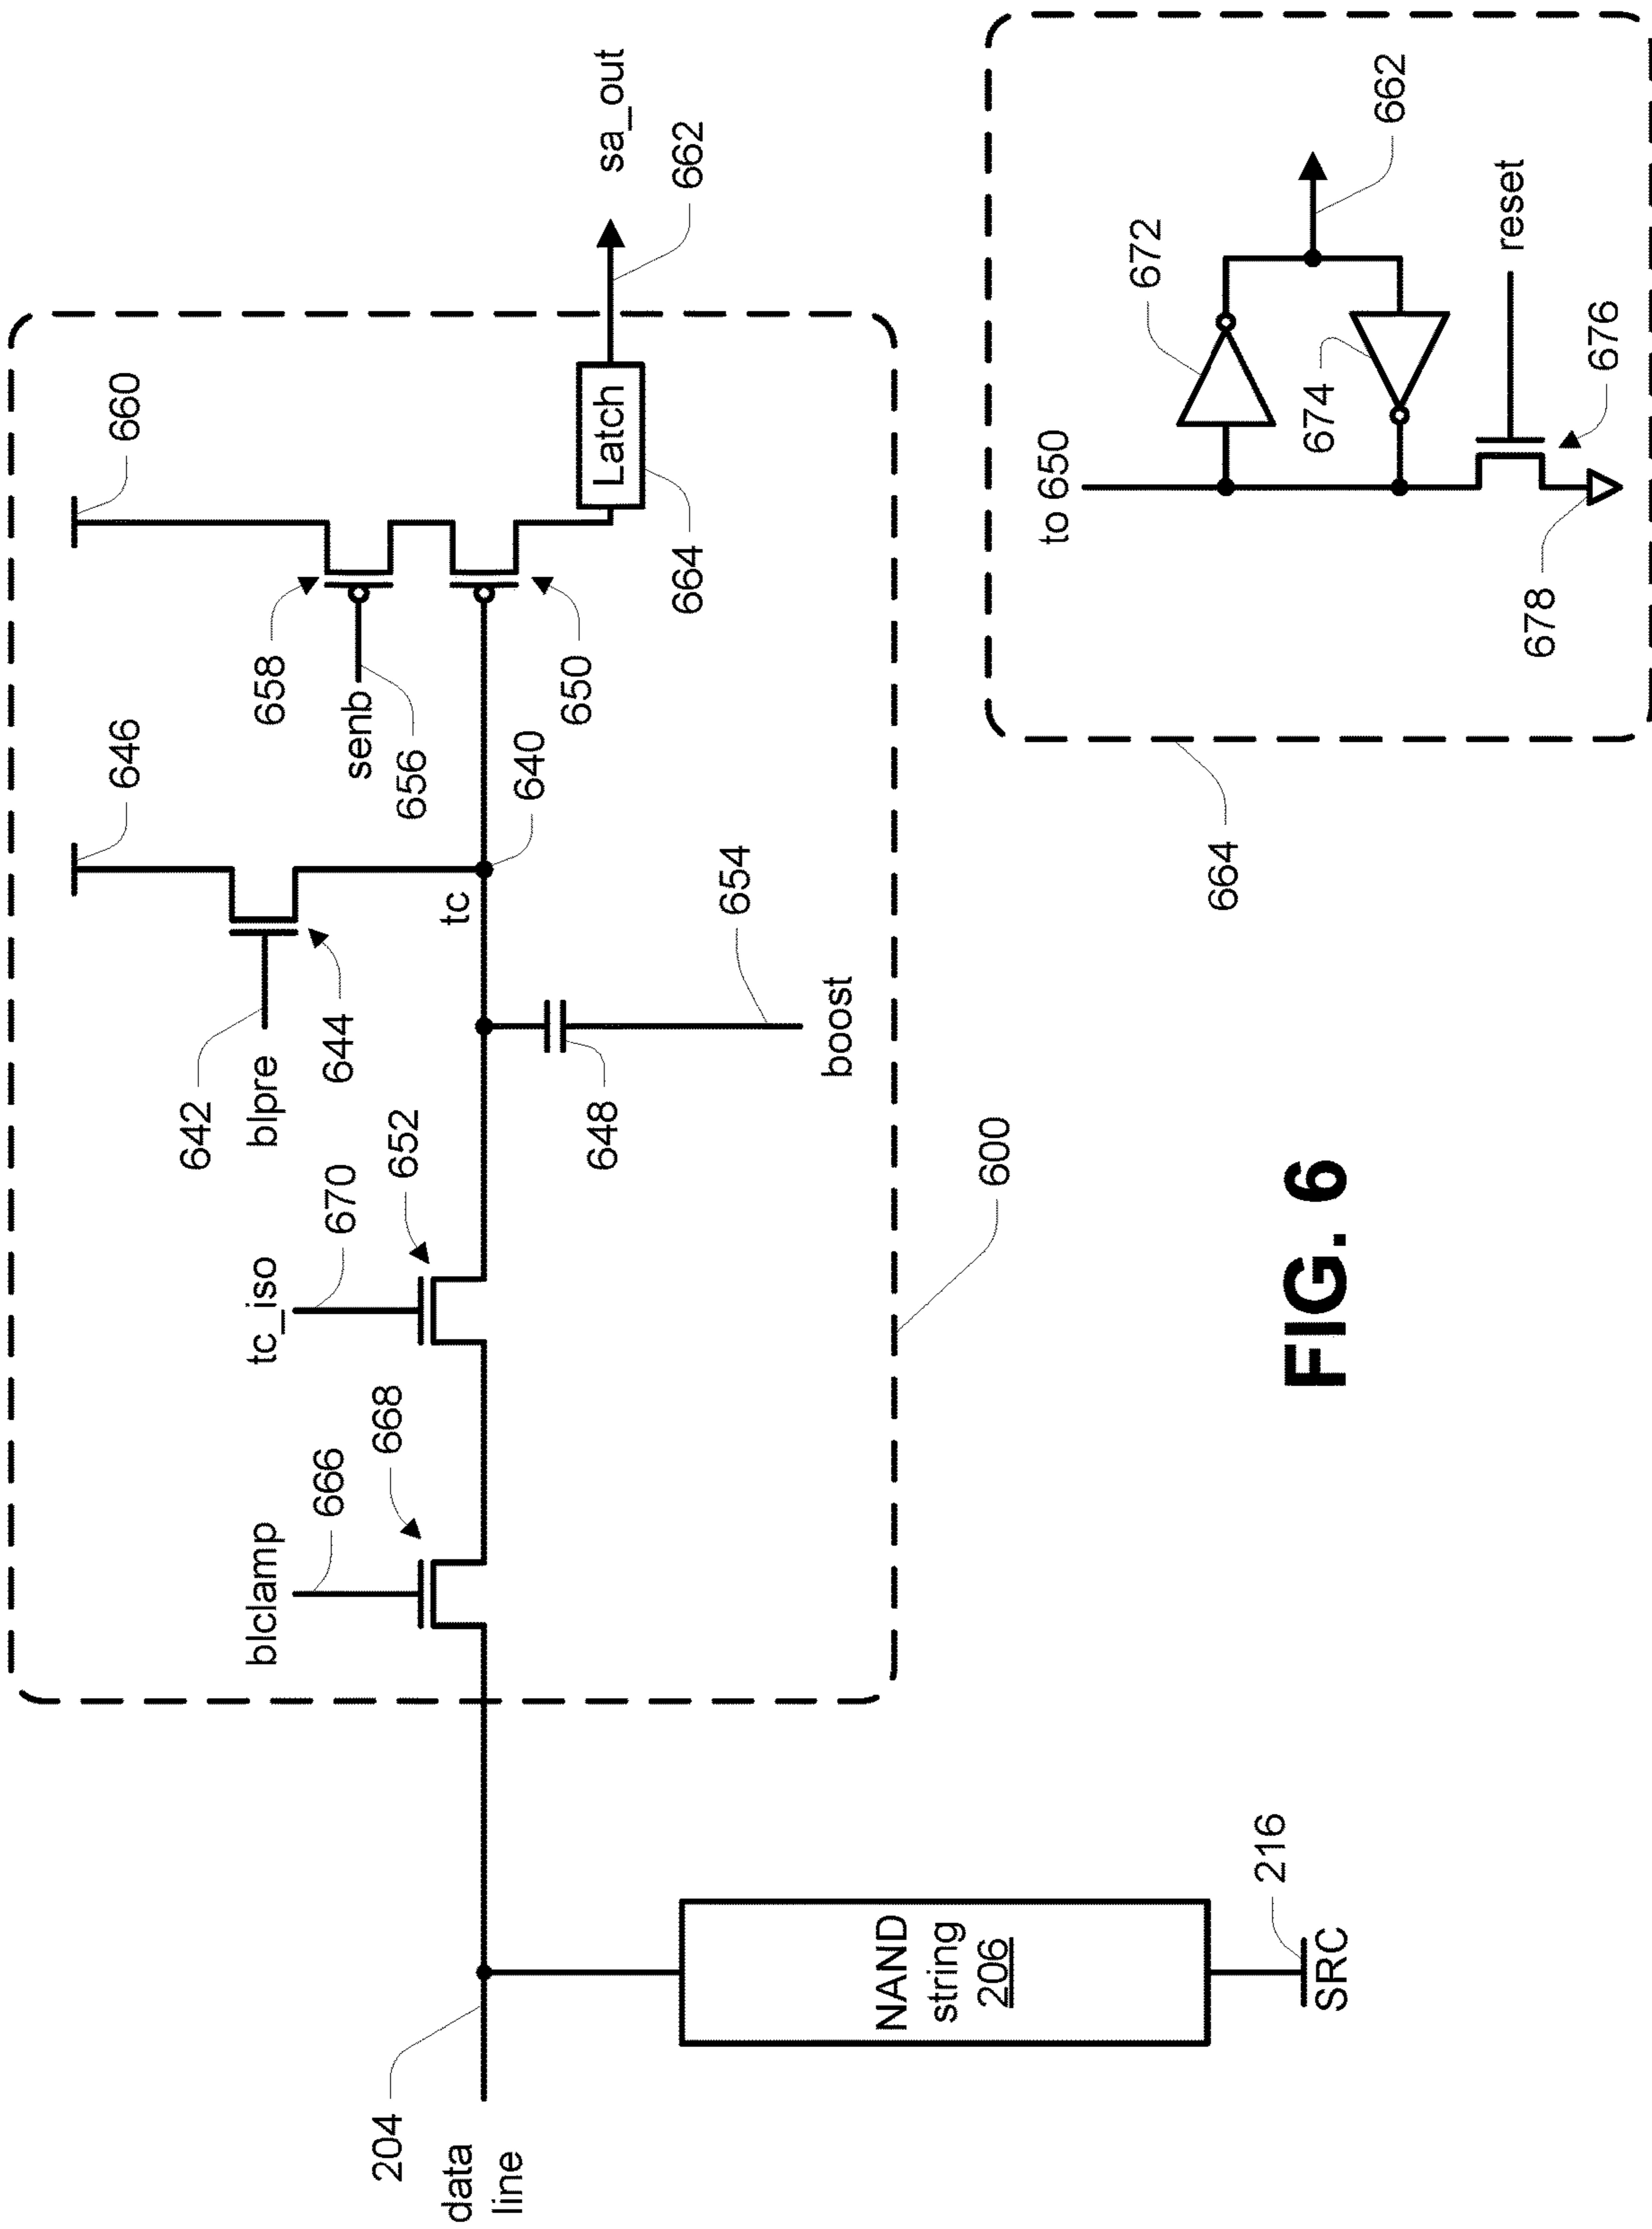 660
646
658
senb
656
650
640
tc
Latch
664
sa_out
662
642
blpre
644
tc_iso
670
652
648
654
boost
blclamp
666
668
600
204
data
line
NAND
string
206
216
SRC
to 650
672
662
674
reset
676
678
664
FIG. 6